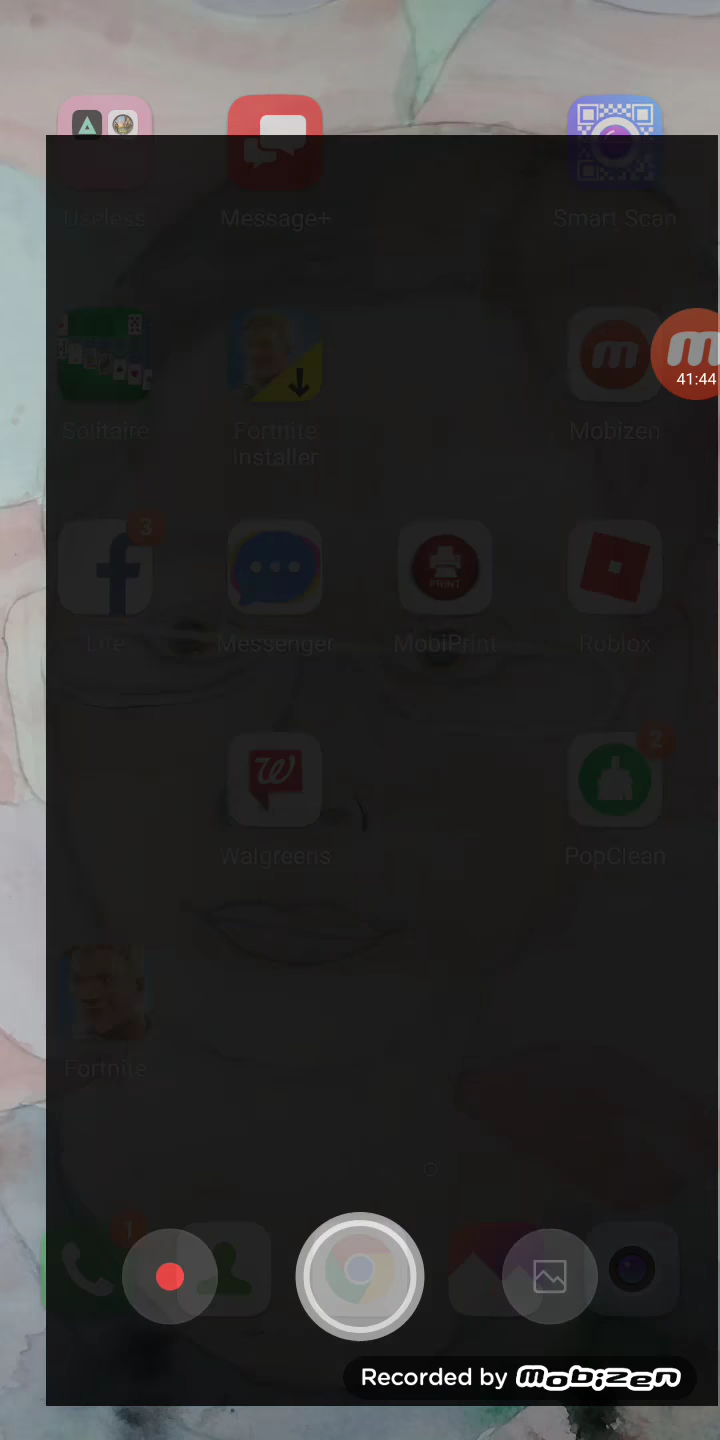 Useless
Message+
Smart Scan
Solitaire
Fortnite
Installer
Mobizen
41:44
3
Lite
Messenger
PRINT
MobiPrint
Roblox
W
Walgreens
2
PopClean
Fortnite
1
Recorded by mobizen